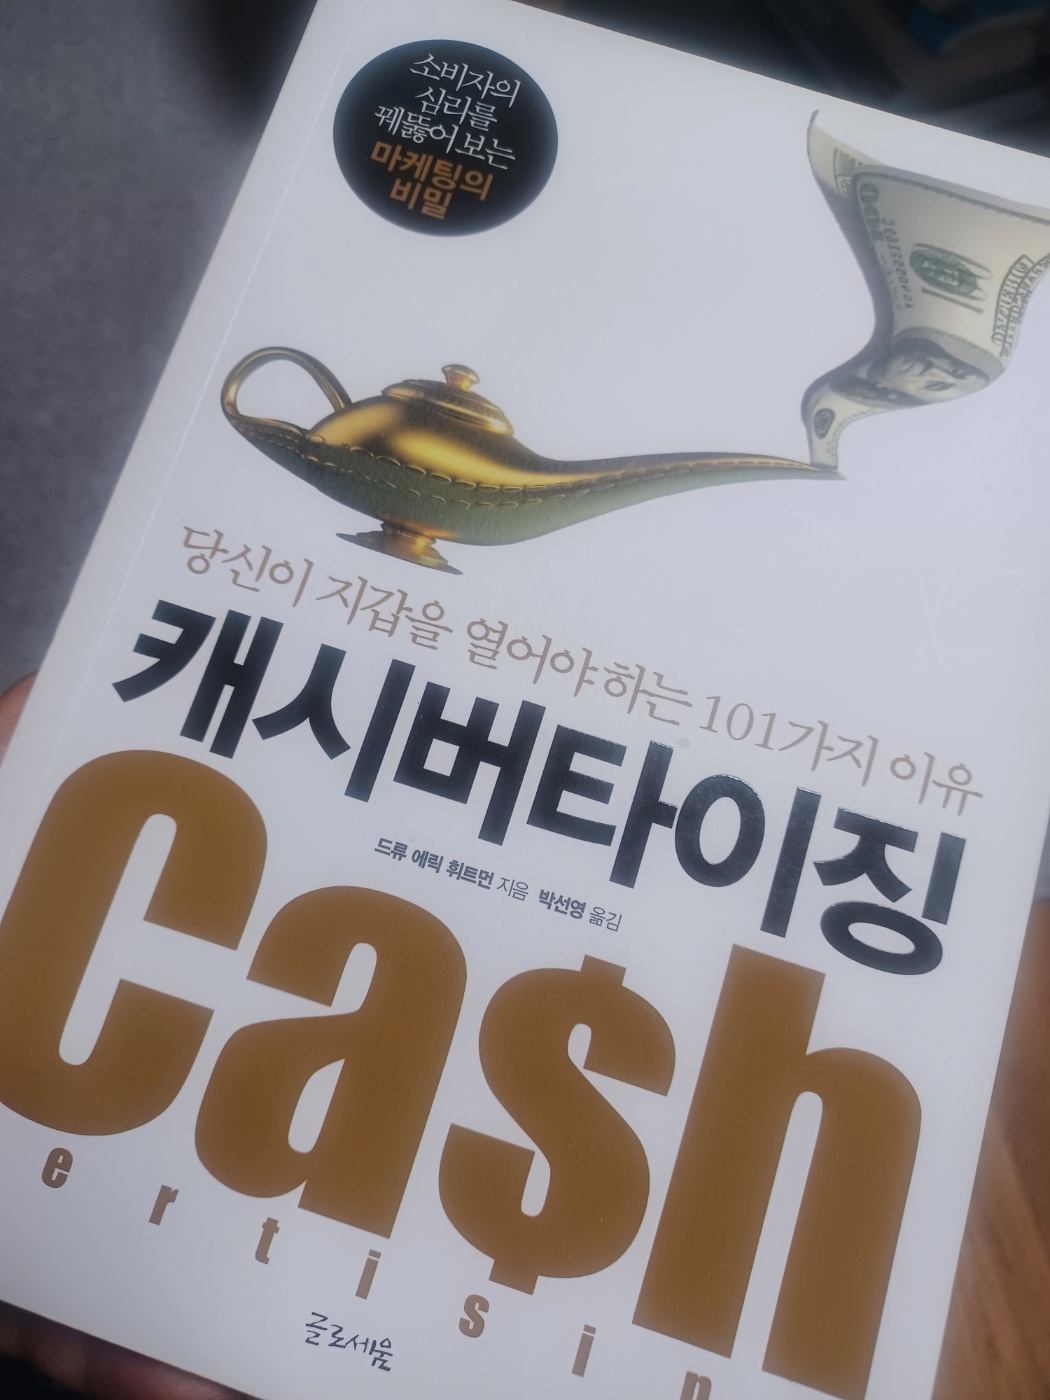 소비자의
심리를
꿰뚫어 보는
마케팅의
비밀
당신이 지갑을 열어야 하는 101가지 이유
캐시버타이징
드류 에릭 휘트먼 지음 박선영 옮김
Ca$h
ertisin
글로세움